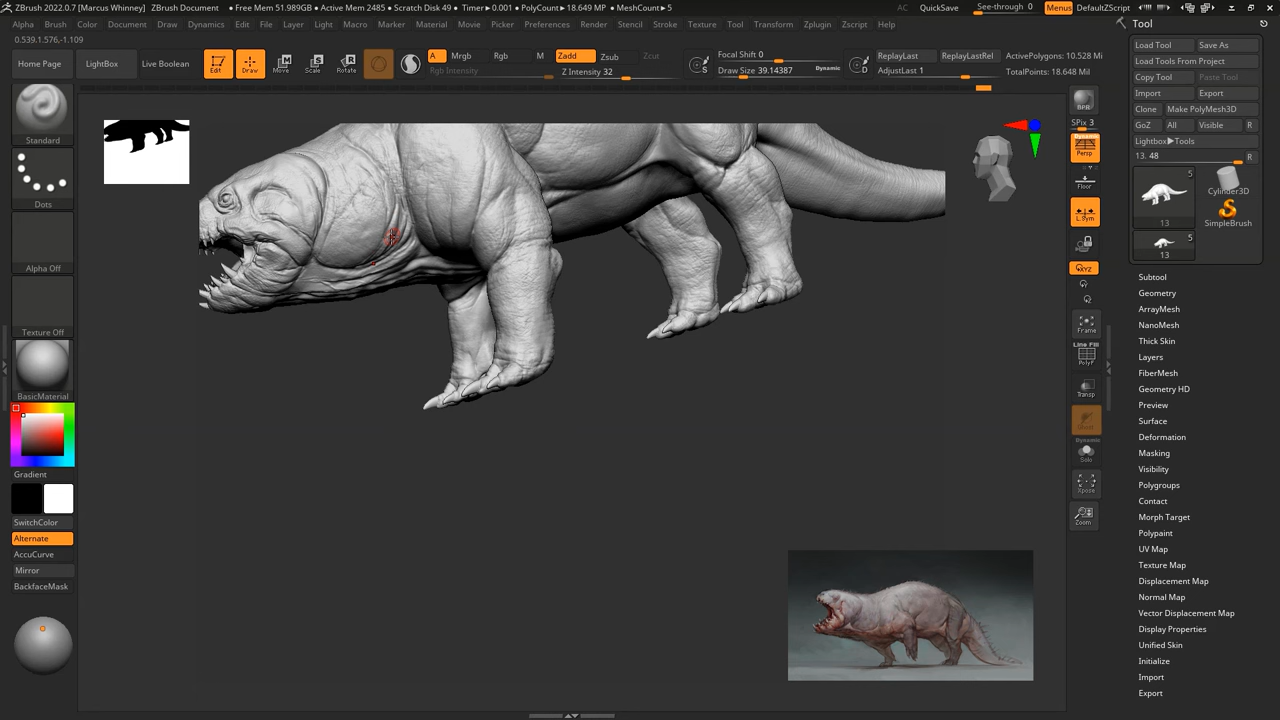 ZBrush 2022.0.7 [Marcus Whinney] ZBrush Document • Free Mem 51.989GB • Active Mem 2485 • Scratch Disk 49 • Timer▶0.001 • PolyCount▶18.649 MP • MeshCount▶5 AC QuickSave See-through 0 Menus DefaultZScript
Alpha Brush Color Document Draw Dynamics Edit File Layer Light Macro Marker Material Movie Picker Preferences Render Stencil Stroke Texture Tool Transform Zplugin Zscript Help
0.539.1.576,-1.109
Home Page LightBox Live Boolean Edit Draw Move Scale Rotate
A Mrgb Rgb M Zadd Zsub Zcut
Rgb Intensity Z Intensity 32
Focal Shift 0
Draw Size 39.14387 Dynamic
S D
ReplayLast ReplayLastRel
AdjustLast 1
ActivePolygons: 10.528 Mi
TotalPoints: 18.648 Mil
Standard
Dots
Alpha Off
Texture Off
BasicMaterial
Gradient
SwitchColor
Alternate
AccuCurve
Mirror
BackfaceMask
BPR
SPix 3
Dynamic
Persp
Floor
L.Sym
XYZ
Frame
Line Fill
PolyF
Transp
Ghost
Dynamic
Solo
Xpose
Zoom
Tool
Load Tool Save As
Load Tools From Project
Copy Tool Paste Tool
Import Export
Clone Make PolyMesh3D
GoZ All Visible R
Lightbox▶Tools
13. 48 R
5
13
Cylinder3D
SimpleBrush
5
13
Subtool
Geometry
ArrayMesh
NanoMesh
Thick Skin
Layers
FiberMesh
Geometry HD
Preview
Surface
Deformation
Masking
Visibility
Polygroups
Contact
Morph Target
Polypaint
UV Map
Texture Map
Displacement Map
Normal Map
Vector Displacement Map
Display Properties
Unified Skin
Initialize
Import
Export